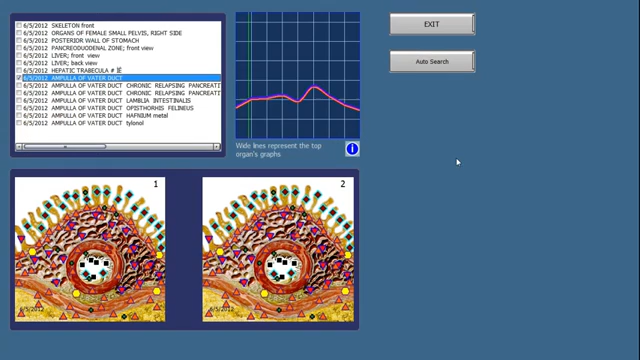 6/5/2012 SKELETON front
6/5/2012 ORGANS OF FEMALE SMALL PELVIS, RIGHT SIDE
6/5/2012 POSTERIOR WALL OF STOMACH
6/5/2012 PANCREODUODENAL ZONE; front view
6/5/2012 LIVER; front view
6/5/2012 LIVER; back view
6/5/2012 HEPATIC TRABECULA #
6/5/2012 AMPULLA OF VATER DUCT
6/5/2012 AMPULLA OF VATER DUCT CHRONIC RELAPSING PANCREATI
6/5/2012 AMPULLA OF VATER DUCT CHRONIC RELAPSING PANCREATI
6/5/2012 AMPULLA OF VATER DUCT LAMBLIA INTESTINALIS
6/5/2012 AMPULLA OF VATER DUCT OPISTHORHIS FELINEUS
6/5/2012 AMPULLA OF VATER DUCT HAFNIUM metal
6/5/2012 AMPULLA OF VATER DUCT tylonol
Wide lines represent the top
organ's graphs
i
EXIT
Auto Search
1
2
6/5/2012
6/5/2012